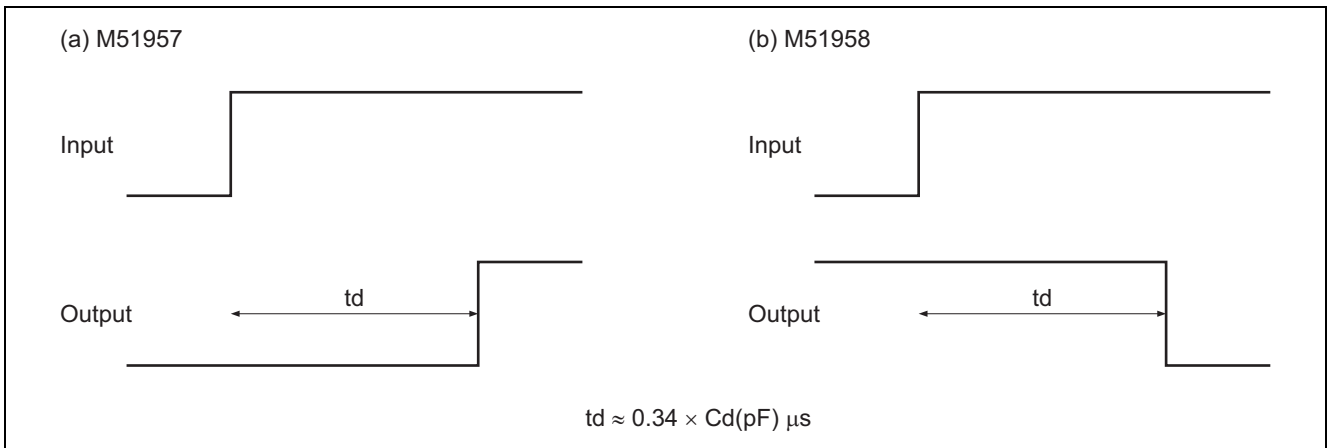 (a) M51957
(b) M51958
Input
Input
td
td
Output
Output
td ≈ 0.34 × Cd(pF) μs